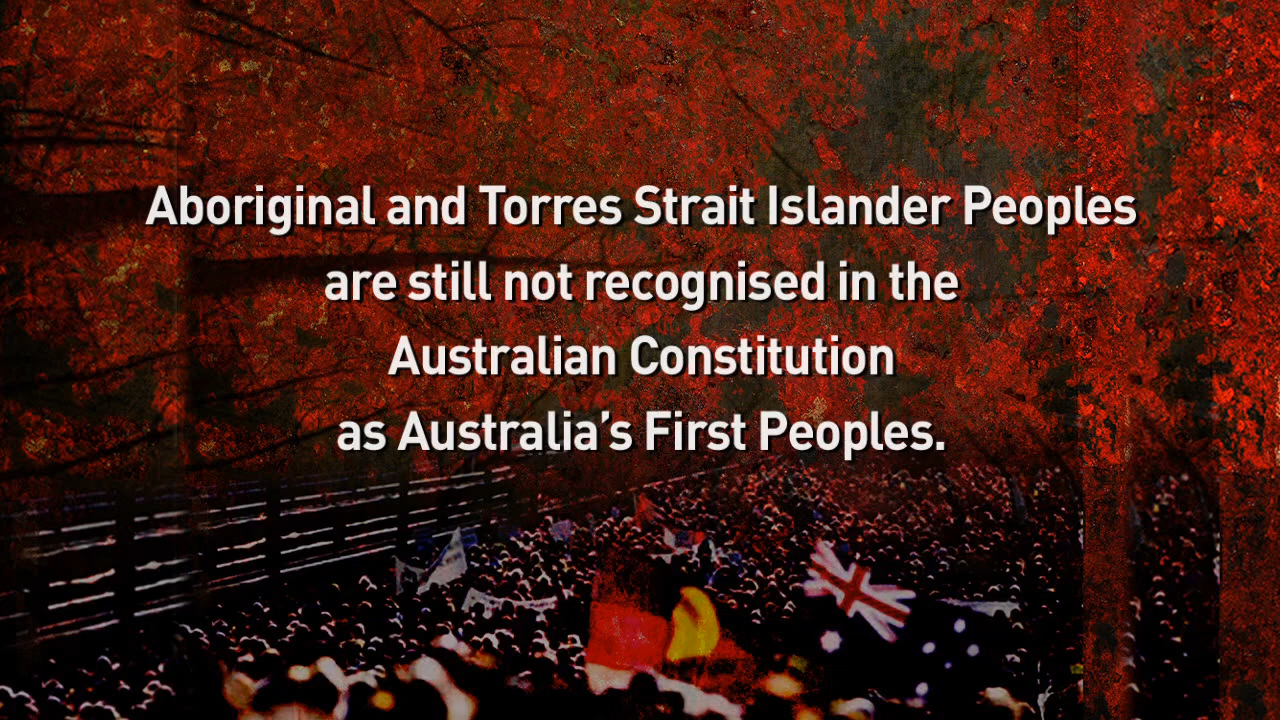 Aboriginal and Torres Strait Islander Peoples
are still not recognised in the
Australian Constitution
as Australia’s First Peoples.